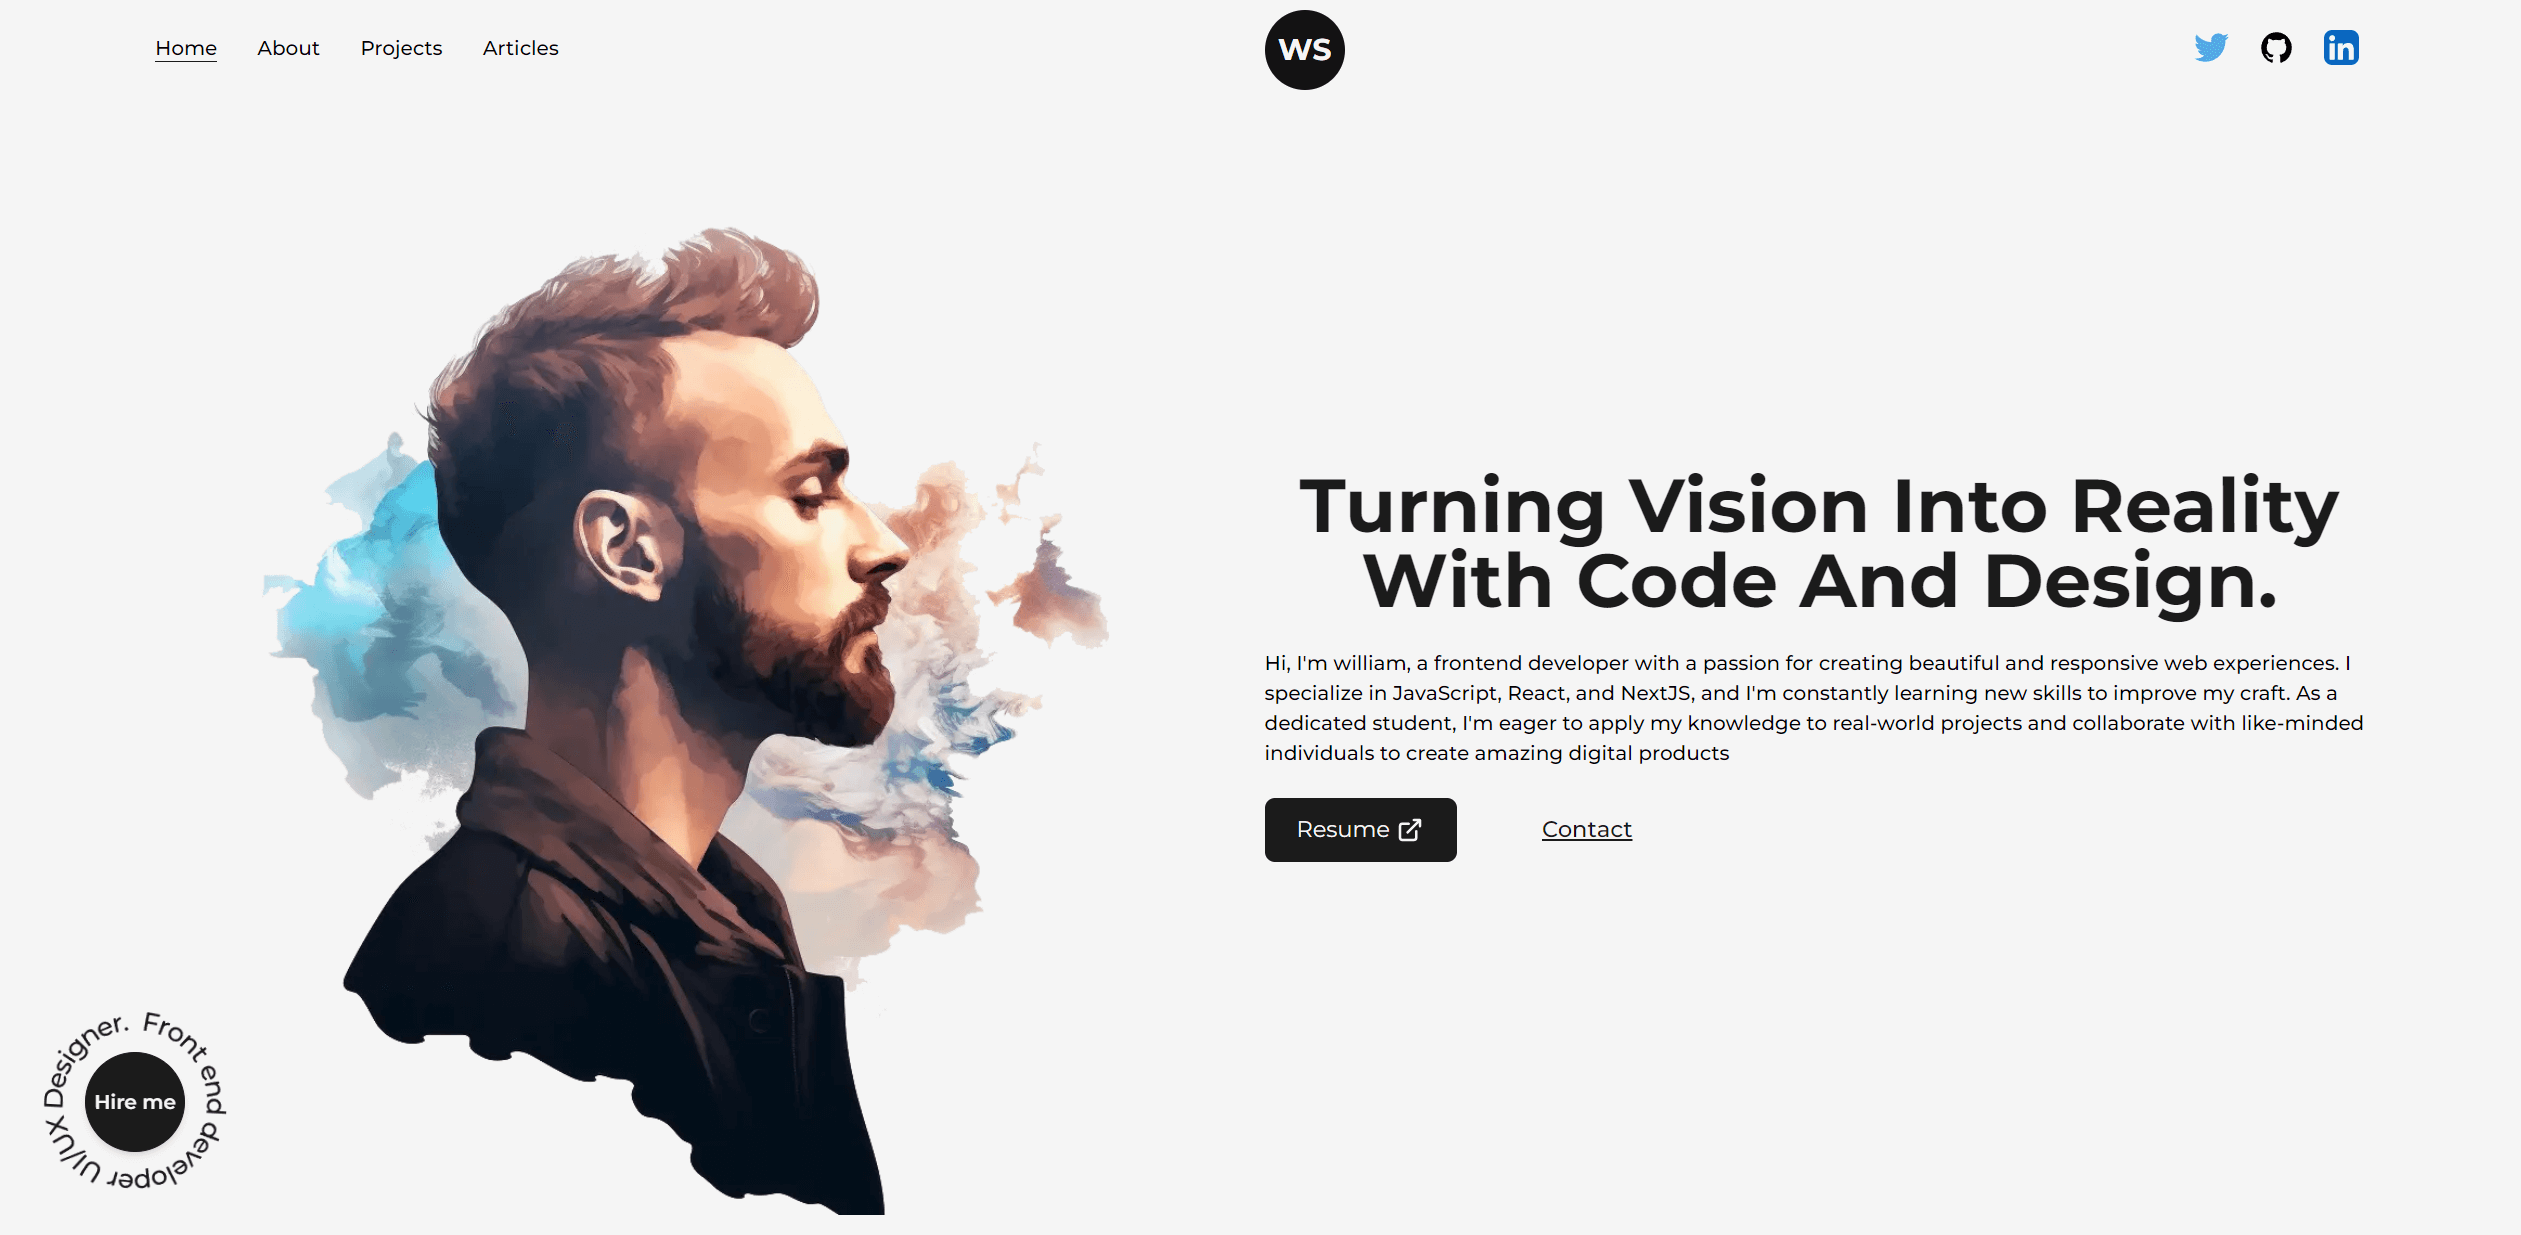 Home About Projects Articles
WS
in
Turning Vision Into Reality
With Code And Design.
Hi, I'm william, a frontend developer with a passion for creating beautiful and responsive web experiences. I
specialize in JavaScript, React, and NextJS, and I'm constantly learning new skills to improve my craft. As a
dedicated student, I'm eager to apply my knowledge to real-world projects and collaborate with like-minded
individuals to create amazing digital products
Resume
Contact
Front end developer UI/UX Designer.
Hire me